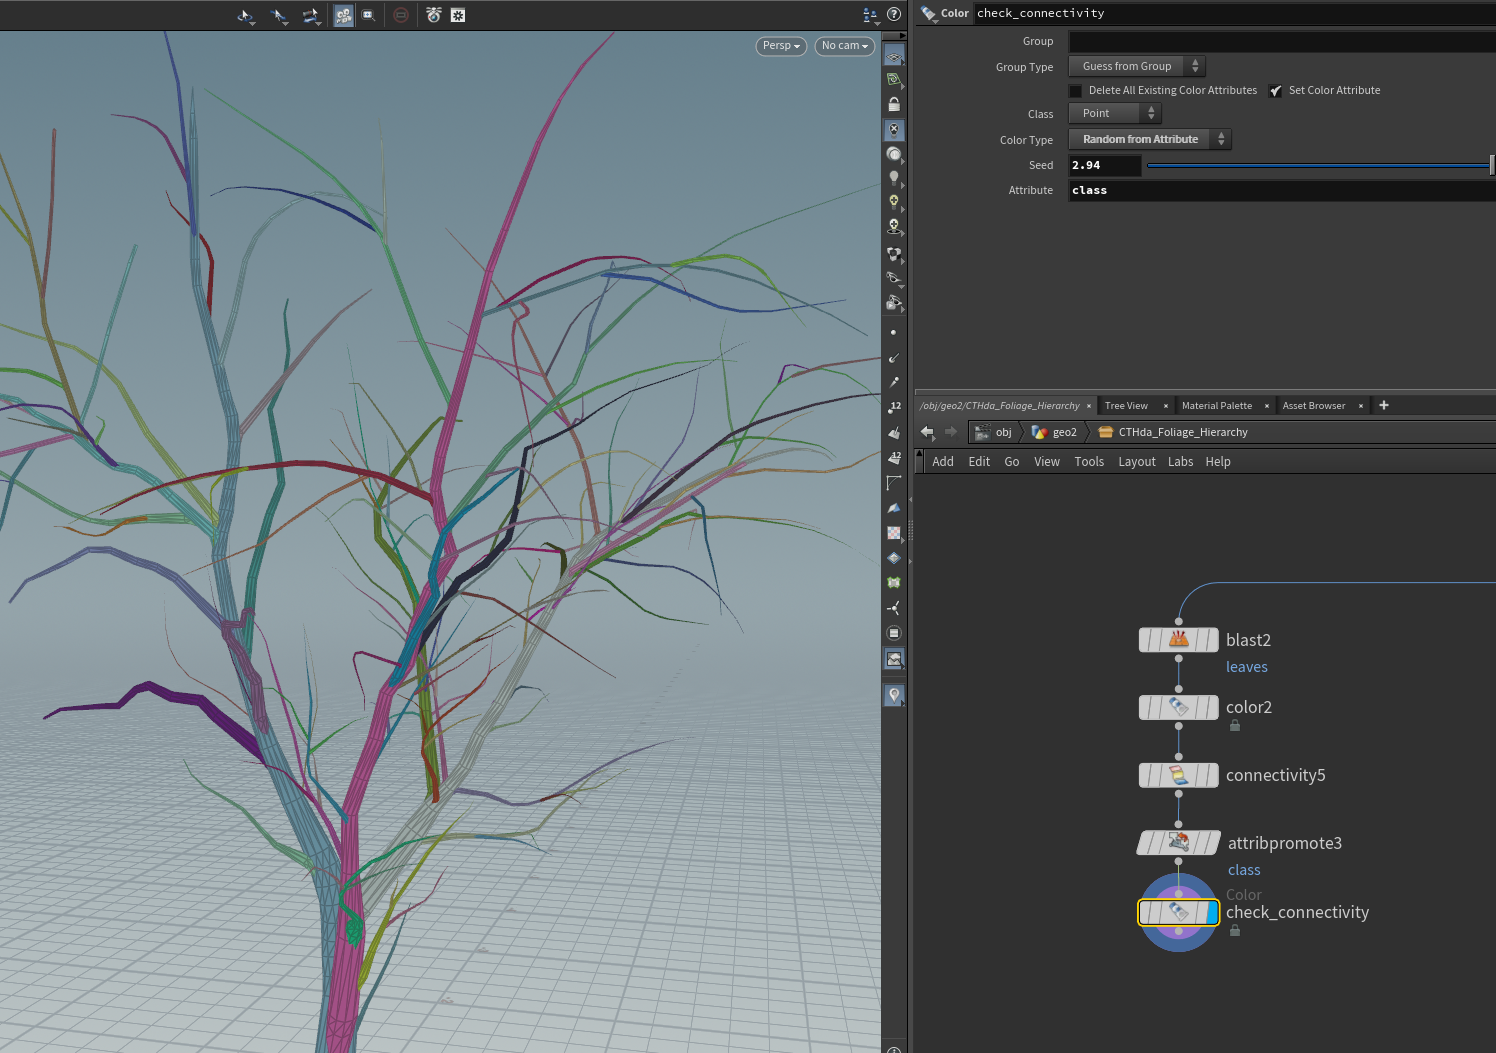 Persp
No cam
12
12
Color check_connectivity
Group
Group Type Guess from Group
Delete All Existing Color Attributes Set Color Attribute
Class Point
Color Type Random from Attribute
Seed 2.94
Attribute class
/obj/geo2/CTHda_Foliage_Hierarchy × Tree View × Material Palette × Asset Browser × +
obj geo2 CTHda_Foliage_Hierarchy
Add Edit Go View Tools Layout Labs Help
blast2
leaves
color2
connectivity5
attribpromote3
class
Color
check_connectivity